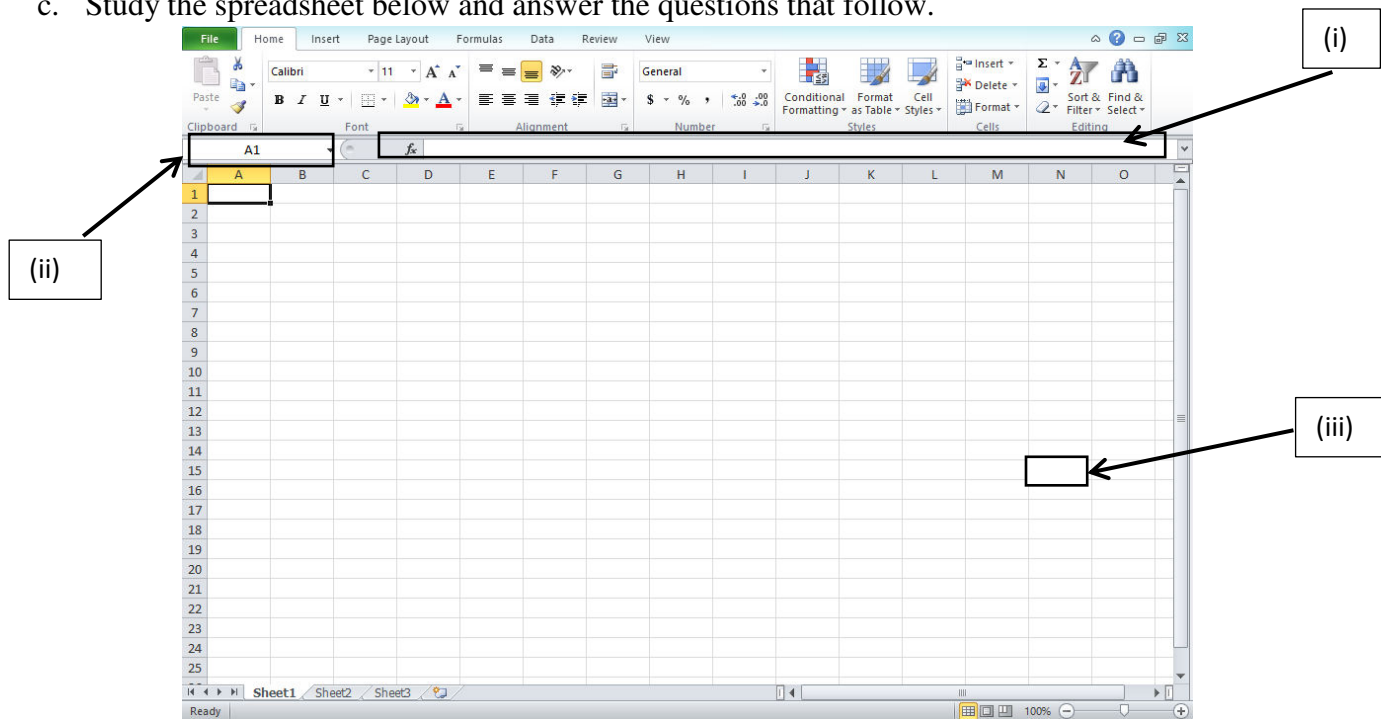 c. Study the spreadsheet below and answer the questions that follow.
(i)
File Home Insert Page Layout Formulas Data Review View
Calibri 11 A A General Insert Σ
Paste B I U A $ % , .0 .00 .00 .0 Conditional Formatting Format as Table Cell Styles Delete Format Sort & Filter Find & Select
Clipboard Font Alignment Number Styles Cells Editing
A1 fx
A B C D E F G H I J K L M N O
1
2
3
(ii)
4
5
6
7
8
9
10
11
12
13
(iii)
14
15
16
17
18
19
20
21
22
23
24
25
Sheet1 Sheet2 Sheet3
Ready 100%